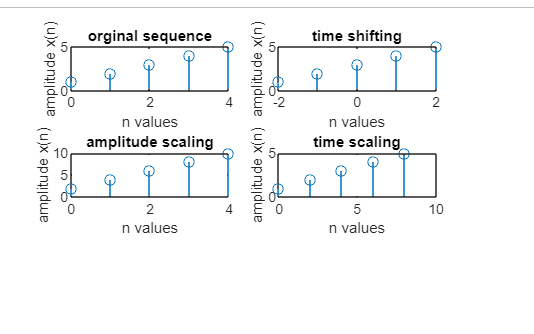 orginal sequence
amplitude x(n)
5
0
0 2 4
n values
time shifting
amplitude x(n)
5
0
-2 0 2
n values
amplitude scaling
amplitude x(n)
10
5
0
0 2 4
n values
time scaling
amplitude x(n)
5
0
0 5 10
n values